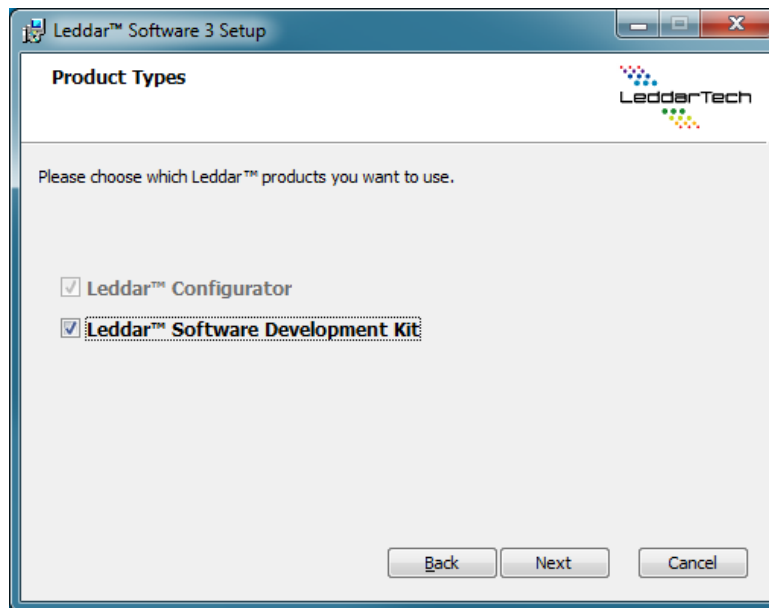 Leddar™ Software 3 Setup
Product Types
LeddarTech
Please choose which Leddar™ products you want to use.
Leddar™ Configurator
Leddar™ Software Development Kit
Back Next Cancel